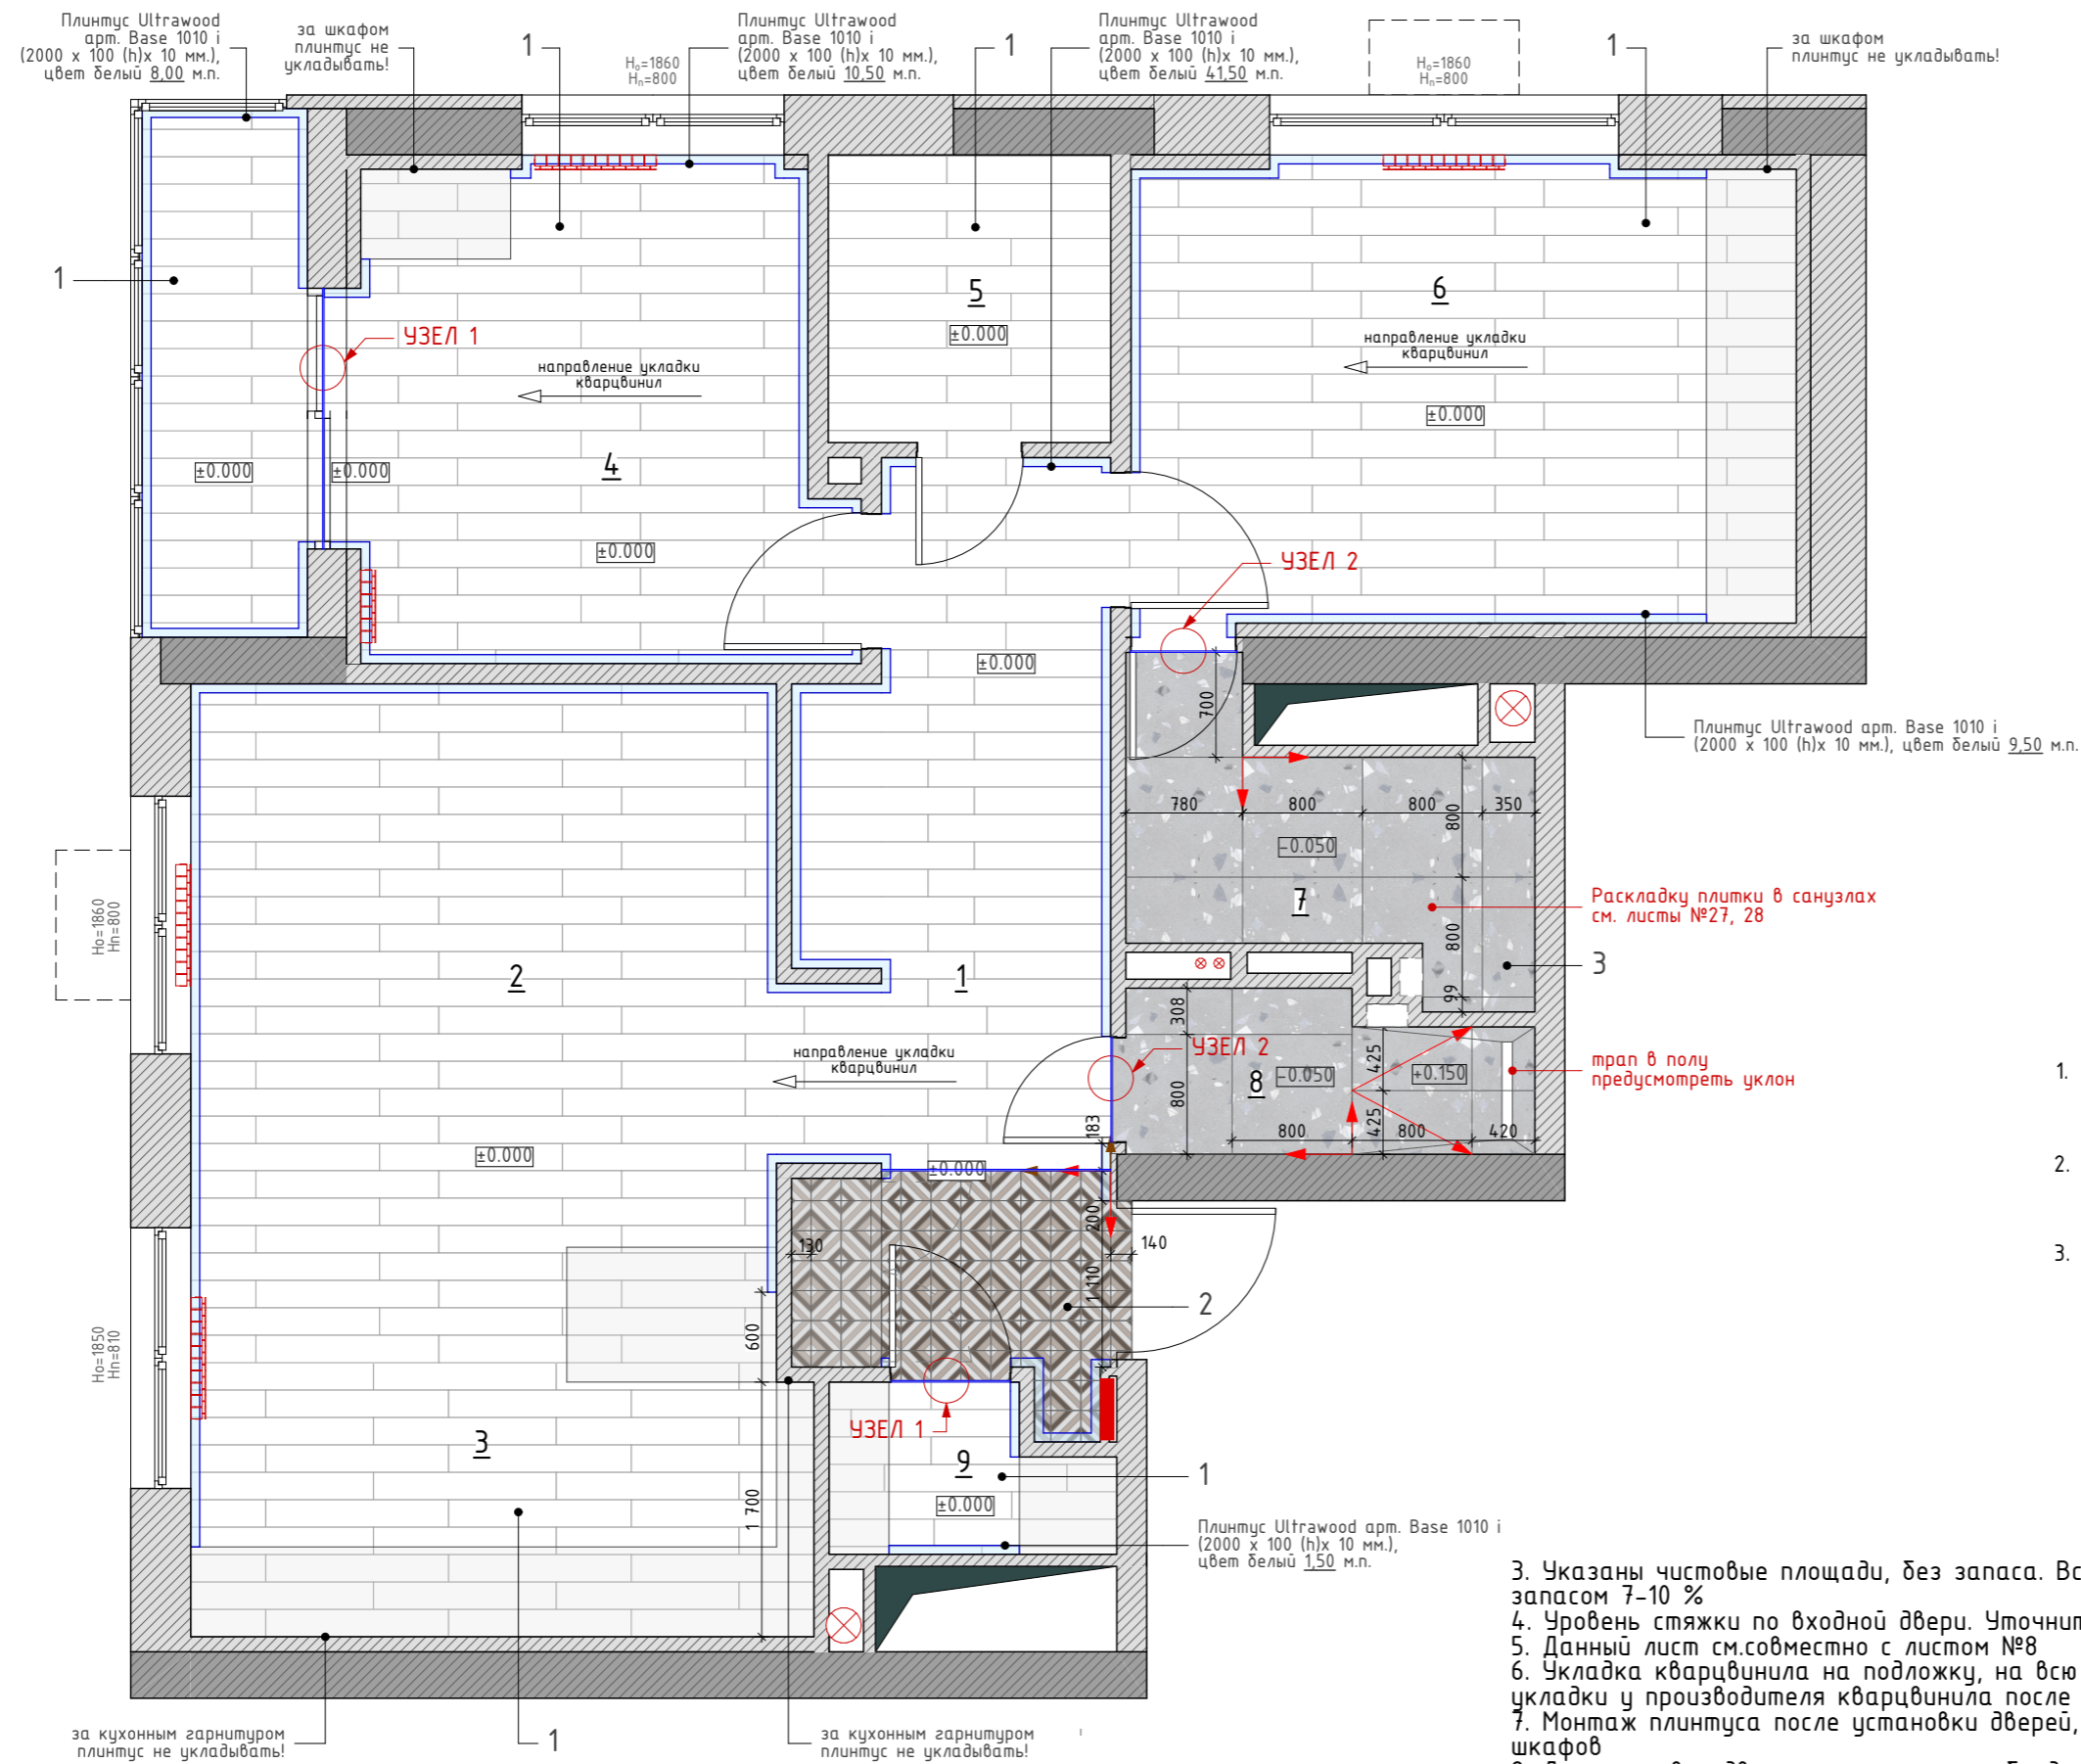 Плинтус Ultrawood
арт. Base 1010 i
(2000 x 100 (h)x 10 мм.),
цвет белый 8,00 м.п.
за шкафом
плинтус не
укладывать!
1
Плинтус Ultrawood
арт. Base 1010 i
(2000 x 100 (h)x 10 мм.),
цвет белый 10,50 м.п.
Hₒ=1860
Hₙ=800
1
Плинтус Ultrawood
арт. Base 1010 i
(2000 x 100 (h)x 10 мм.),
цвет белый 41,50 м.п.
Hₒ=1860
Hₙ=800
1
за шкафом
плинтус не укладывать!
1
УЗЕЛ 1
направление укладки
кварцвинил
5
±0.000
6
направление укладки
кварцвинил
±0.000
±0.000
±0.000
4
±0.000
УЗЕЛ 2
±0.000
700
Плинтус Ultrawood арт. Base 1010 i
(2000 x 100 (h)x 10 мм.), цвет белый 9,50 м.п.
780
800
800
350
800
-0.050
7
Раскладку плитки в санузлах
см. листы №27, 28
800
99
3
Hо=1860
Hп=800
2
1
308
направление укладки
кварцвинил
УЗЕЛ 2
800
8
-0.050
425
+0.150
425
трап в полу
предусмотреть уклон
1.
183
800
800
420
±0.000
±0.000
2.
200
130
140
3.
1 110
2
600
Hо=1850
Hп=810
УЗЕЛ 1
3
9
1
1 700
±0.000
Плинтус Ultrawood арт. Base 1010 i
(2000 x 100 (h)x 10 мм.),
цвет белый 1,50 м.п.
3. Указаны чистовые площади, без запаса. Вс
запасом 7-10 %
4. Уровень стяжки по входной двери. Уточнит
5. Данный лист см.совместно с листом №8
6. Укладка кварцвинила на подложку, на всю
укладки у производителя кварцвинила после
7. Монтаж плинтуса после установки дверей,
шкафов
за кухонным гарнитуром
плинтус не укладывать!
1
за кухонным гарнитуром
плинтус не укладывать!